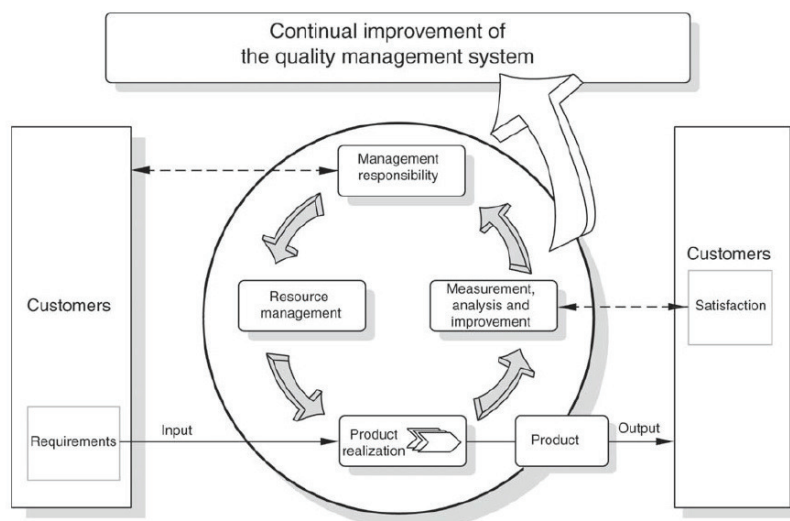 Continual improvement of
the quality management system
Management
responsibility
Customers
Resource
management
Measurement,
analysis and
improvement
Customers
Satisfaction
Requirements
Input
Product
realization
Product
Output